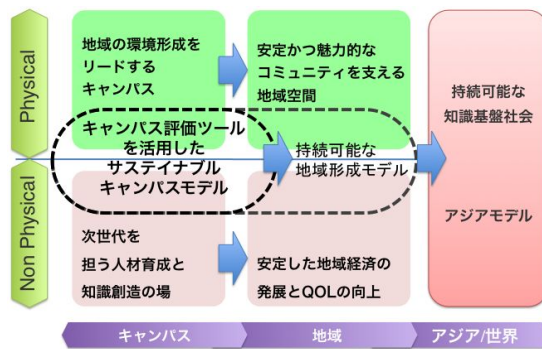 Physical
地域の環境形成を
リードする
キャンパス
安定かつ魅力的な
コミュニティを支える
地域空間
キャンパス評価ツール
を活用した
サステイナブル
キャンパスモデル
持続可能な
地域形成モデル
持続可能な
知識基盤社会
アジアモデル
Non Physical
次世代を
担う人材育成と
知識創造の場
安定した地域経済の
発展とQOLの向上
キャンパス
地域
アジア/世界